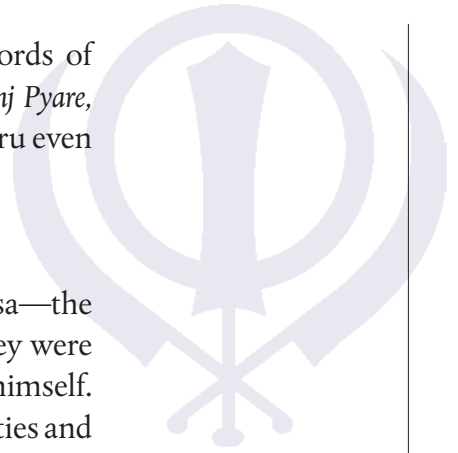 ords of
nj Pyare,
ru even
sa—the
ey were
himself.
ties and